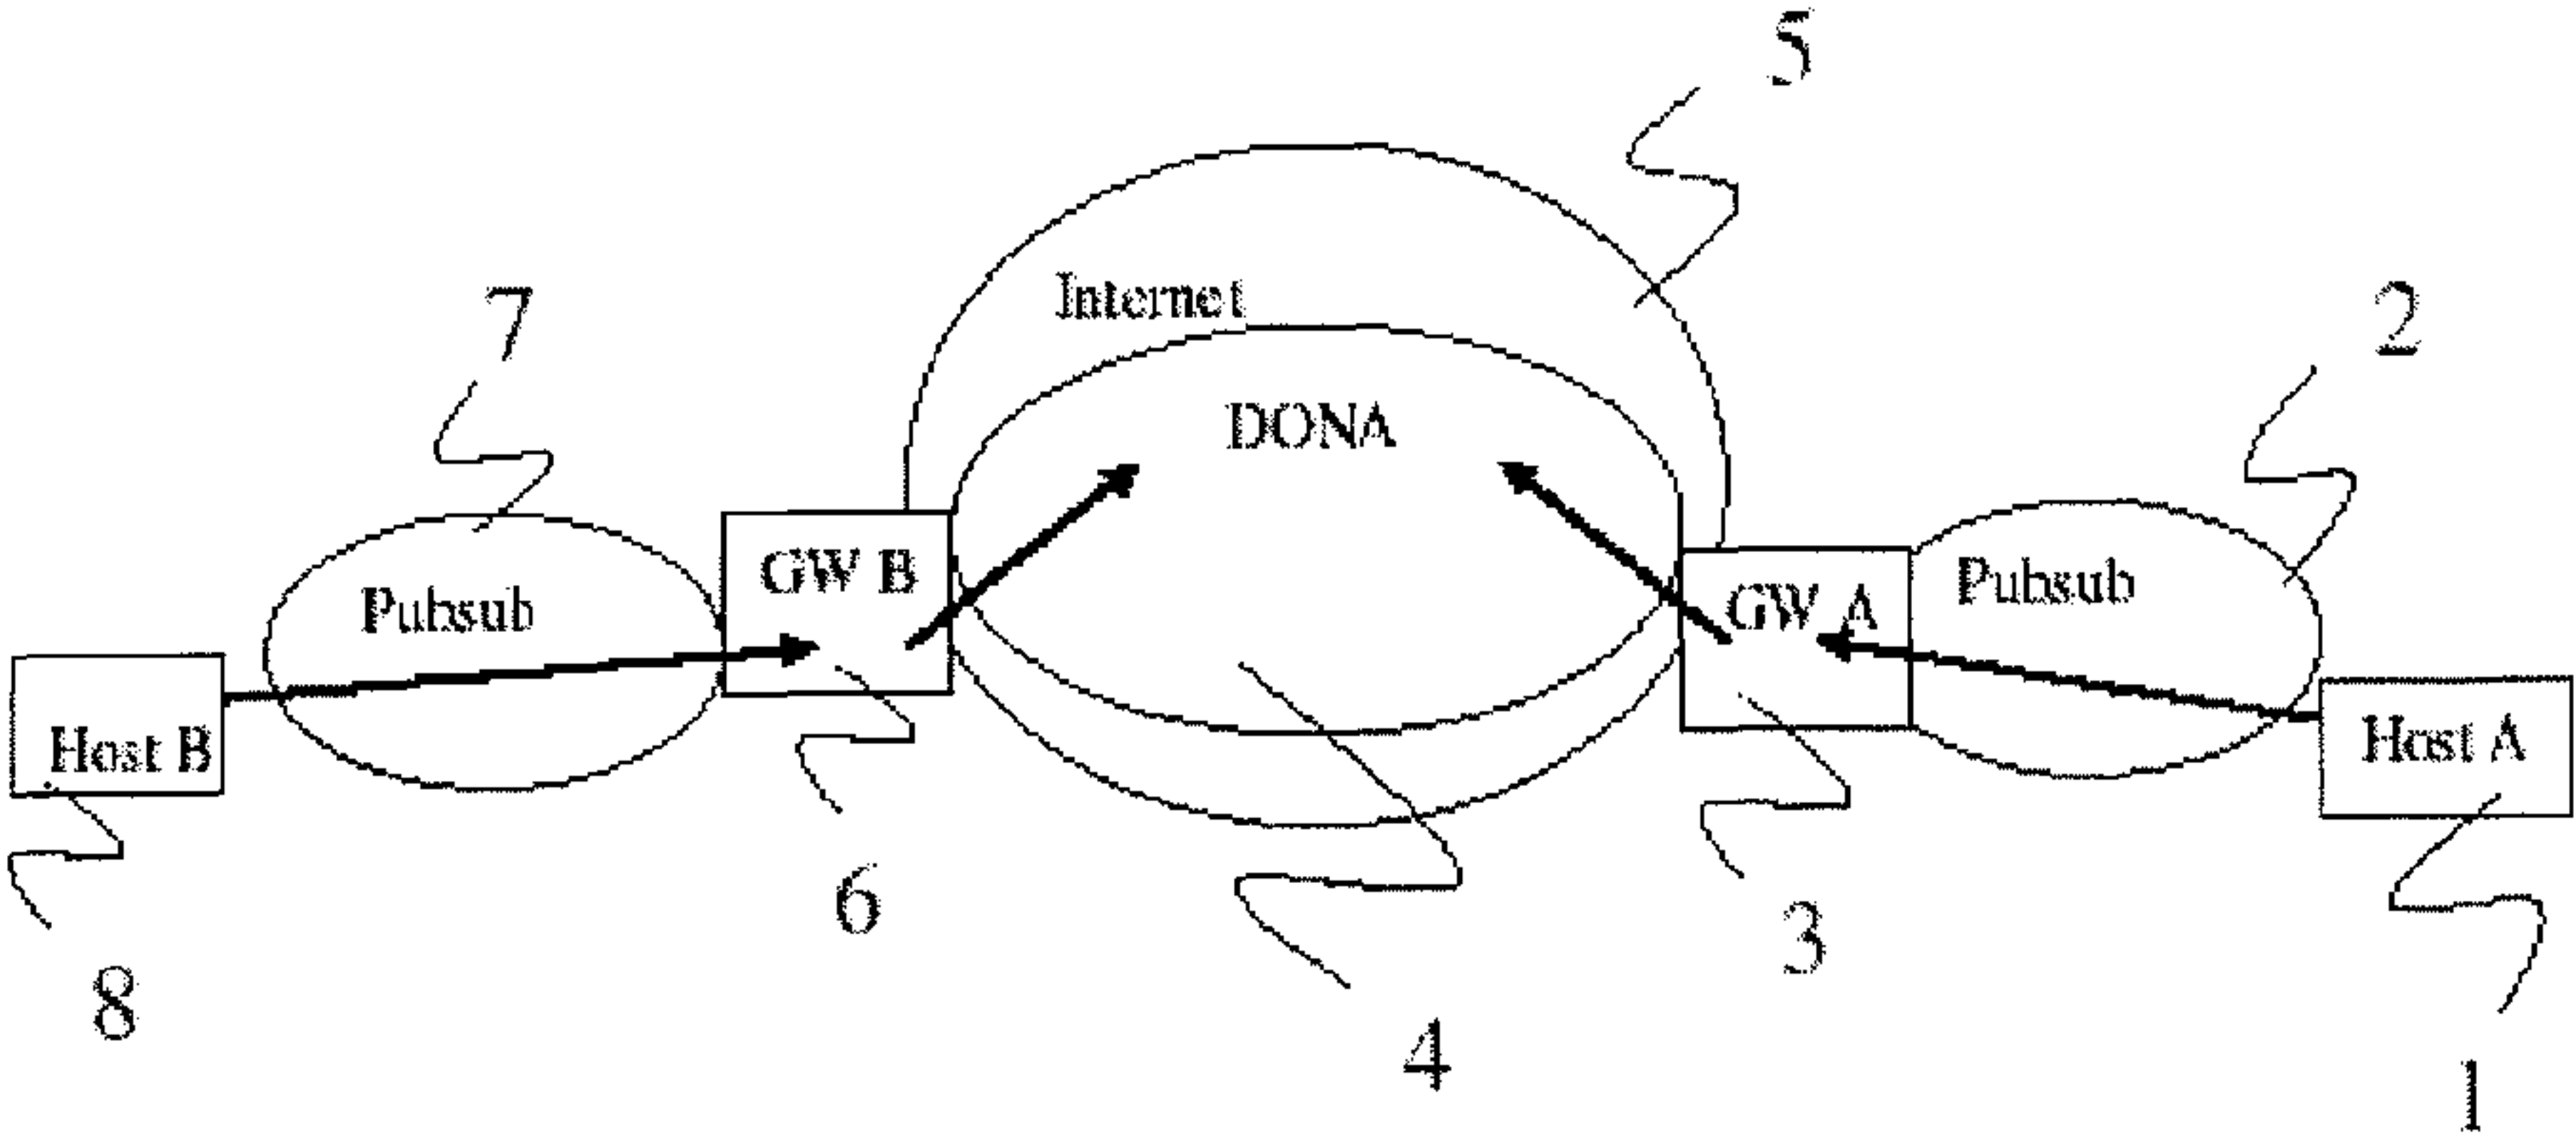 5
Internet
7
2
DONA
GW B
Pubsub
Pubsub
GW A
Host B
Host A
6
3
8
4
1